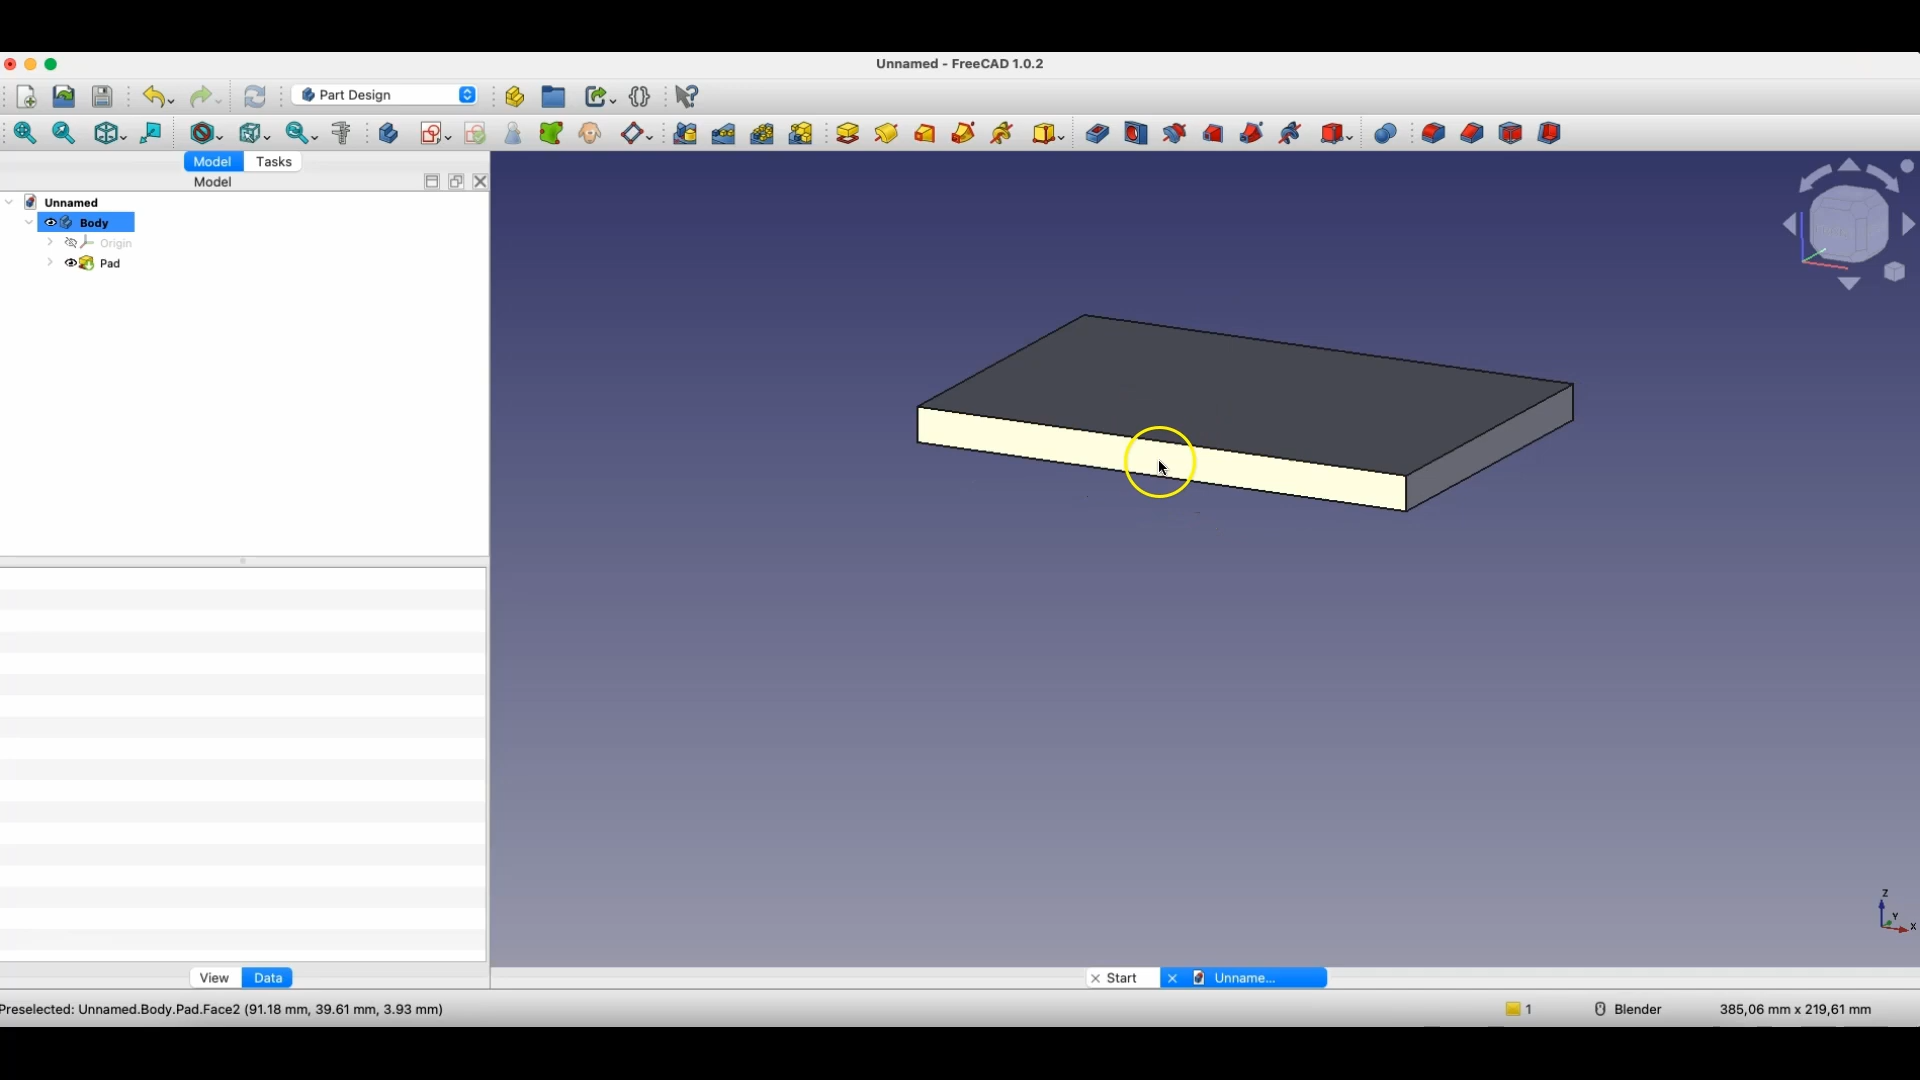 Unnamed - FreeCAD 1.0.2
Part Design
Model Tasks
Model
Unnamed
Body
Origin
Pad
Z
Y
X
View Data
Start Unname...
Preselected: Unnamed.Body.Pad.Face2 (91.18 mm, 39.61 mm, 3.93 mm)
1 Blender 385,06 mm x 219,61 mm